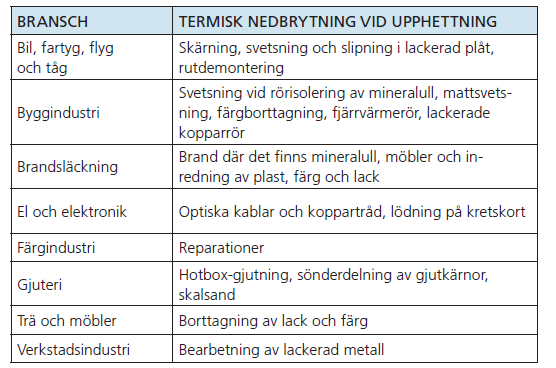 BRANSCH
TERMISK NEDBRYTNING VID UPPHETTNING
Bil, fartyg, flyg
och tåg
Skärning, svetsning och slipning i lackerad plåt,
rutdemontering
Byggindustri
Svetsning vid rörisolering av mineralull, mattsvets-
ning, färgborttagning, fjärrvärmerör, lackerade
kopparrör
Brandsläckning
Brand där det finns mineralull, möbler och in-
redning av plast, färg och lack
El och elektronik
Optiska kablar och koppartråd, lödning på kretskort
Färgindustri
Reparationer
Gjuteri
Hotbox-gjutning, sönderdelning av gjutkärnor,
skalsand
Trä och möbler
Borttagning av lack och färg
Verkstadsindustri
Bearbetning av lackerad metall